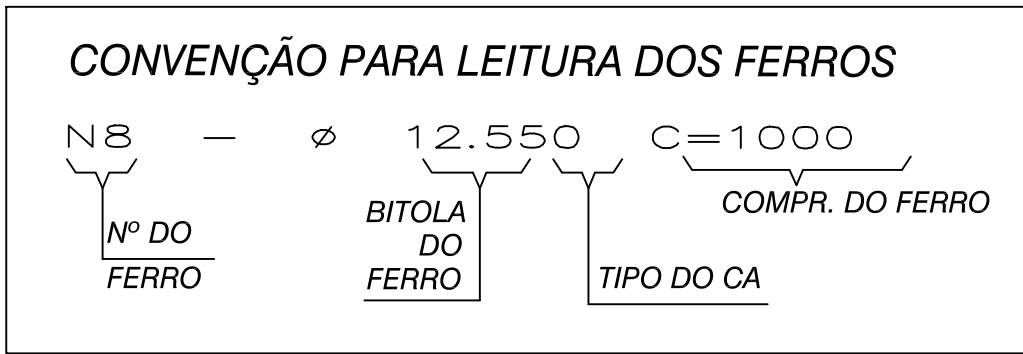 CONVENÇÃO PARA LEITURA DOS FERROS
N8 — ø 12.550 C=1000
Nº DO
FERRO
BITOLA
DO
FERRO
TIPO DO CA
COMPR. DO FERRO